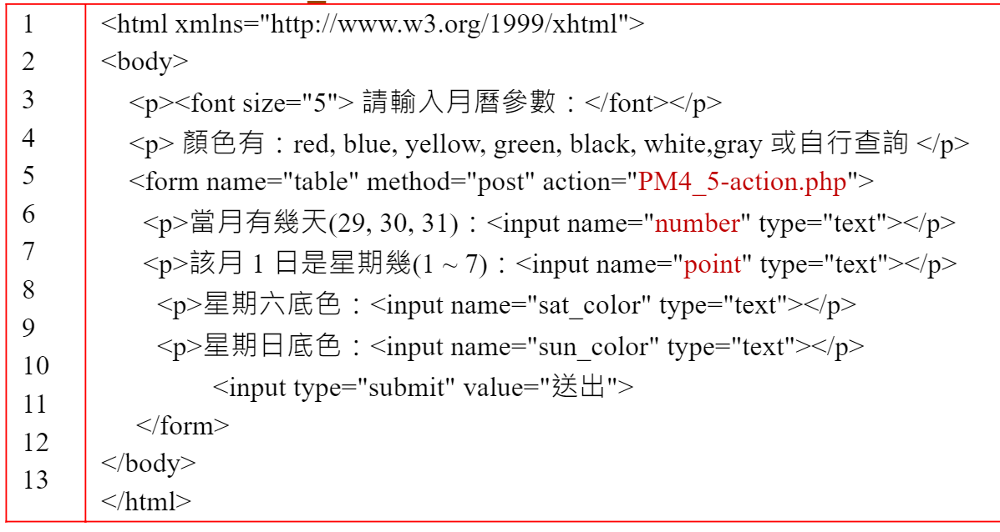 1 <html xmlns="http://www.w3.org/1999/xhtml">
2 <body>
3 <p><font size="5"> 請輸入月曆參數：</font></p>
4 <p> 顏色有：red, blue, yellow, green, black, white,gray 或自行查詢 </p>
5 <form name="table" method="post" action="PM4_5-action.php">
6 <p>當月有幾天(29, 30, 31)：<input name="number" type="text"></p>
7 <p>該月 1 日是星期幾(1 ~ 7)：<input name="point" type="text"></p>
8 <p>星期六底色：<input name="sat_color" type="text"></p>
9 <p>星期日底色：<input name="sun_color" type="text"></p>
10 <input type="submit" value="送出">
11 </form>
12 </body>
13 </html>